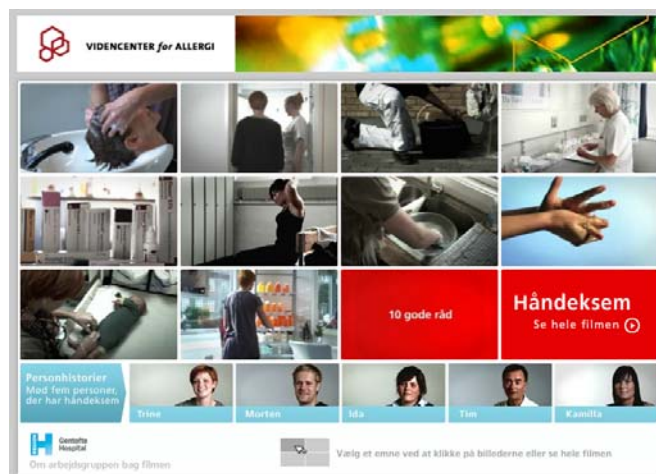 VIDENCENTER for ALLERGI
10 gode råd
Håndeksem
Se hele filmen
Personhistorier
Mød fem personer,
der har håndeksem
Trine
Morten
Ida
Tim
Kamilla
Gentofte
Hospital
Om arbejdsgruppen bag filmen
Vælg et emne ved at klikke på billederne eller se hele filmen